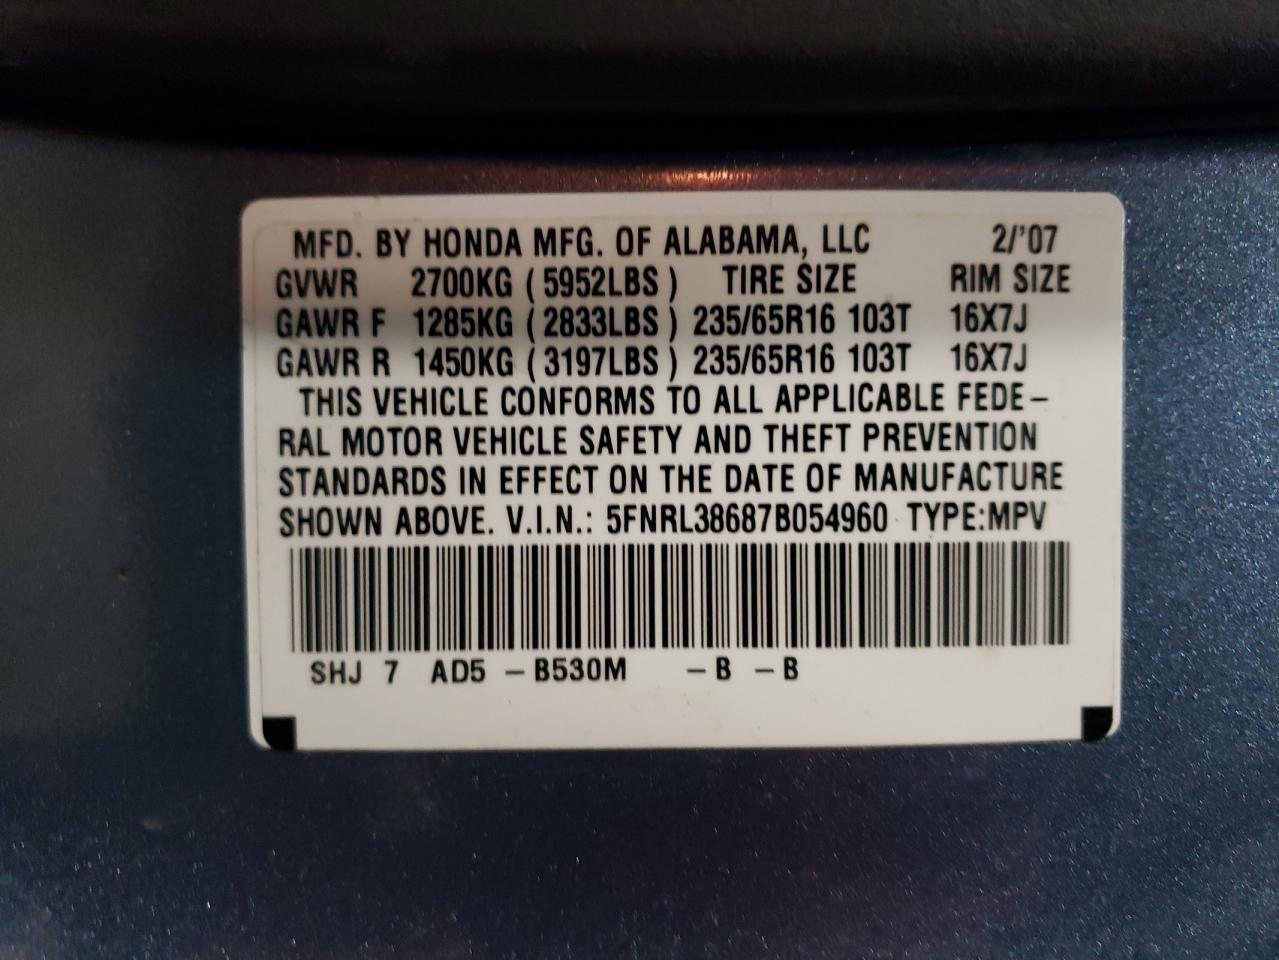 MFD. BY HONDA MFG. OF ALABAMA, LLC 2/'07
GVWR 2700KG (5952LBS) TIRE SIZE RIM SIZE
GAWR F 1285KG (2833LBS) 235/65R16 103T 16X7J
GAWR R 1450KG (3197LBS) 235/65R16 103T 16X7J
THIS VEHICLE CONFORMS TO ALL APPLICABLE FEDE-
RAL MOTOR VEHICLE SAFETY AND THEFT PREVENTION
STANDARDS IN EFFECT ON THE DATE OF MANUFACTURE
SHOWN ABOVE. V.I.N.: 5FNRL38687B054960 TYPE:MPV
SHJ 7 AD5 -B530M -B -B